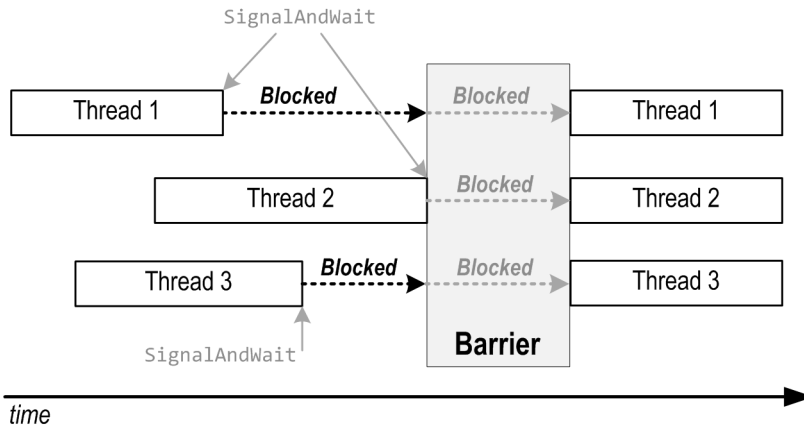 SignalAndWait
Thread 1 Blocked Blocked Thread 1
Thread 2 Blocked Thread 2
Thread 3 Blocked Blocked Thread 3
SignalAndWait Barrier
time